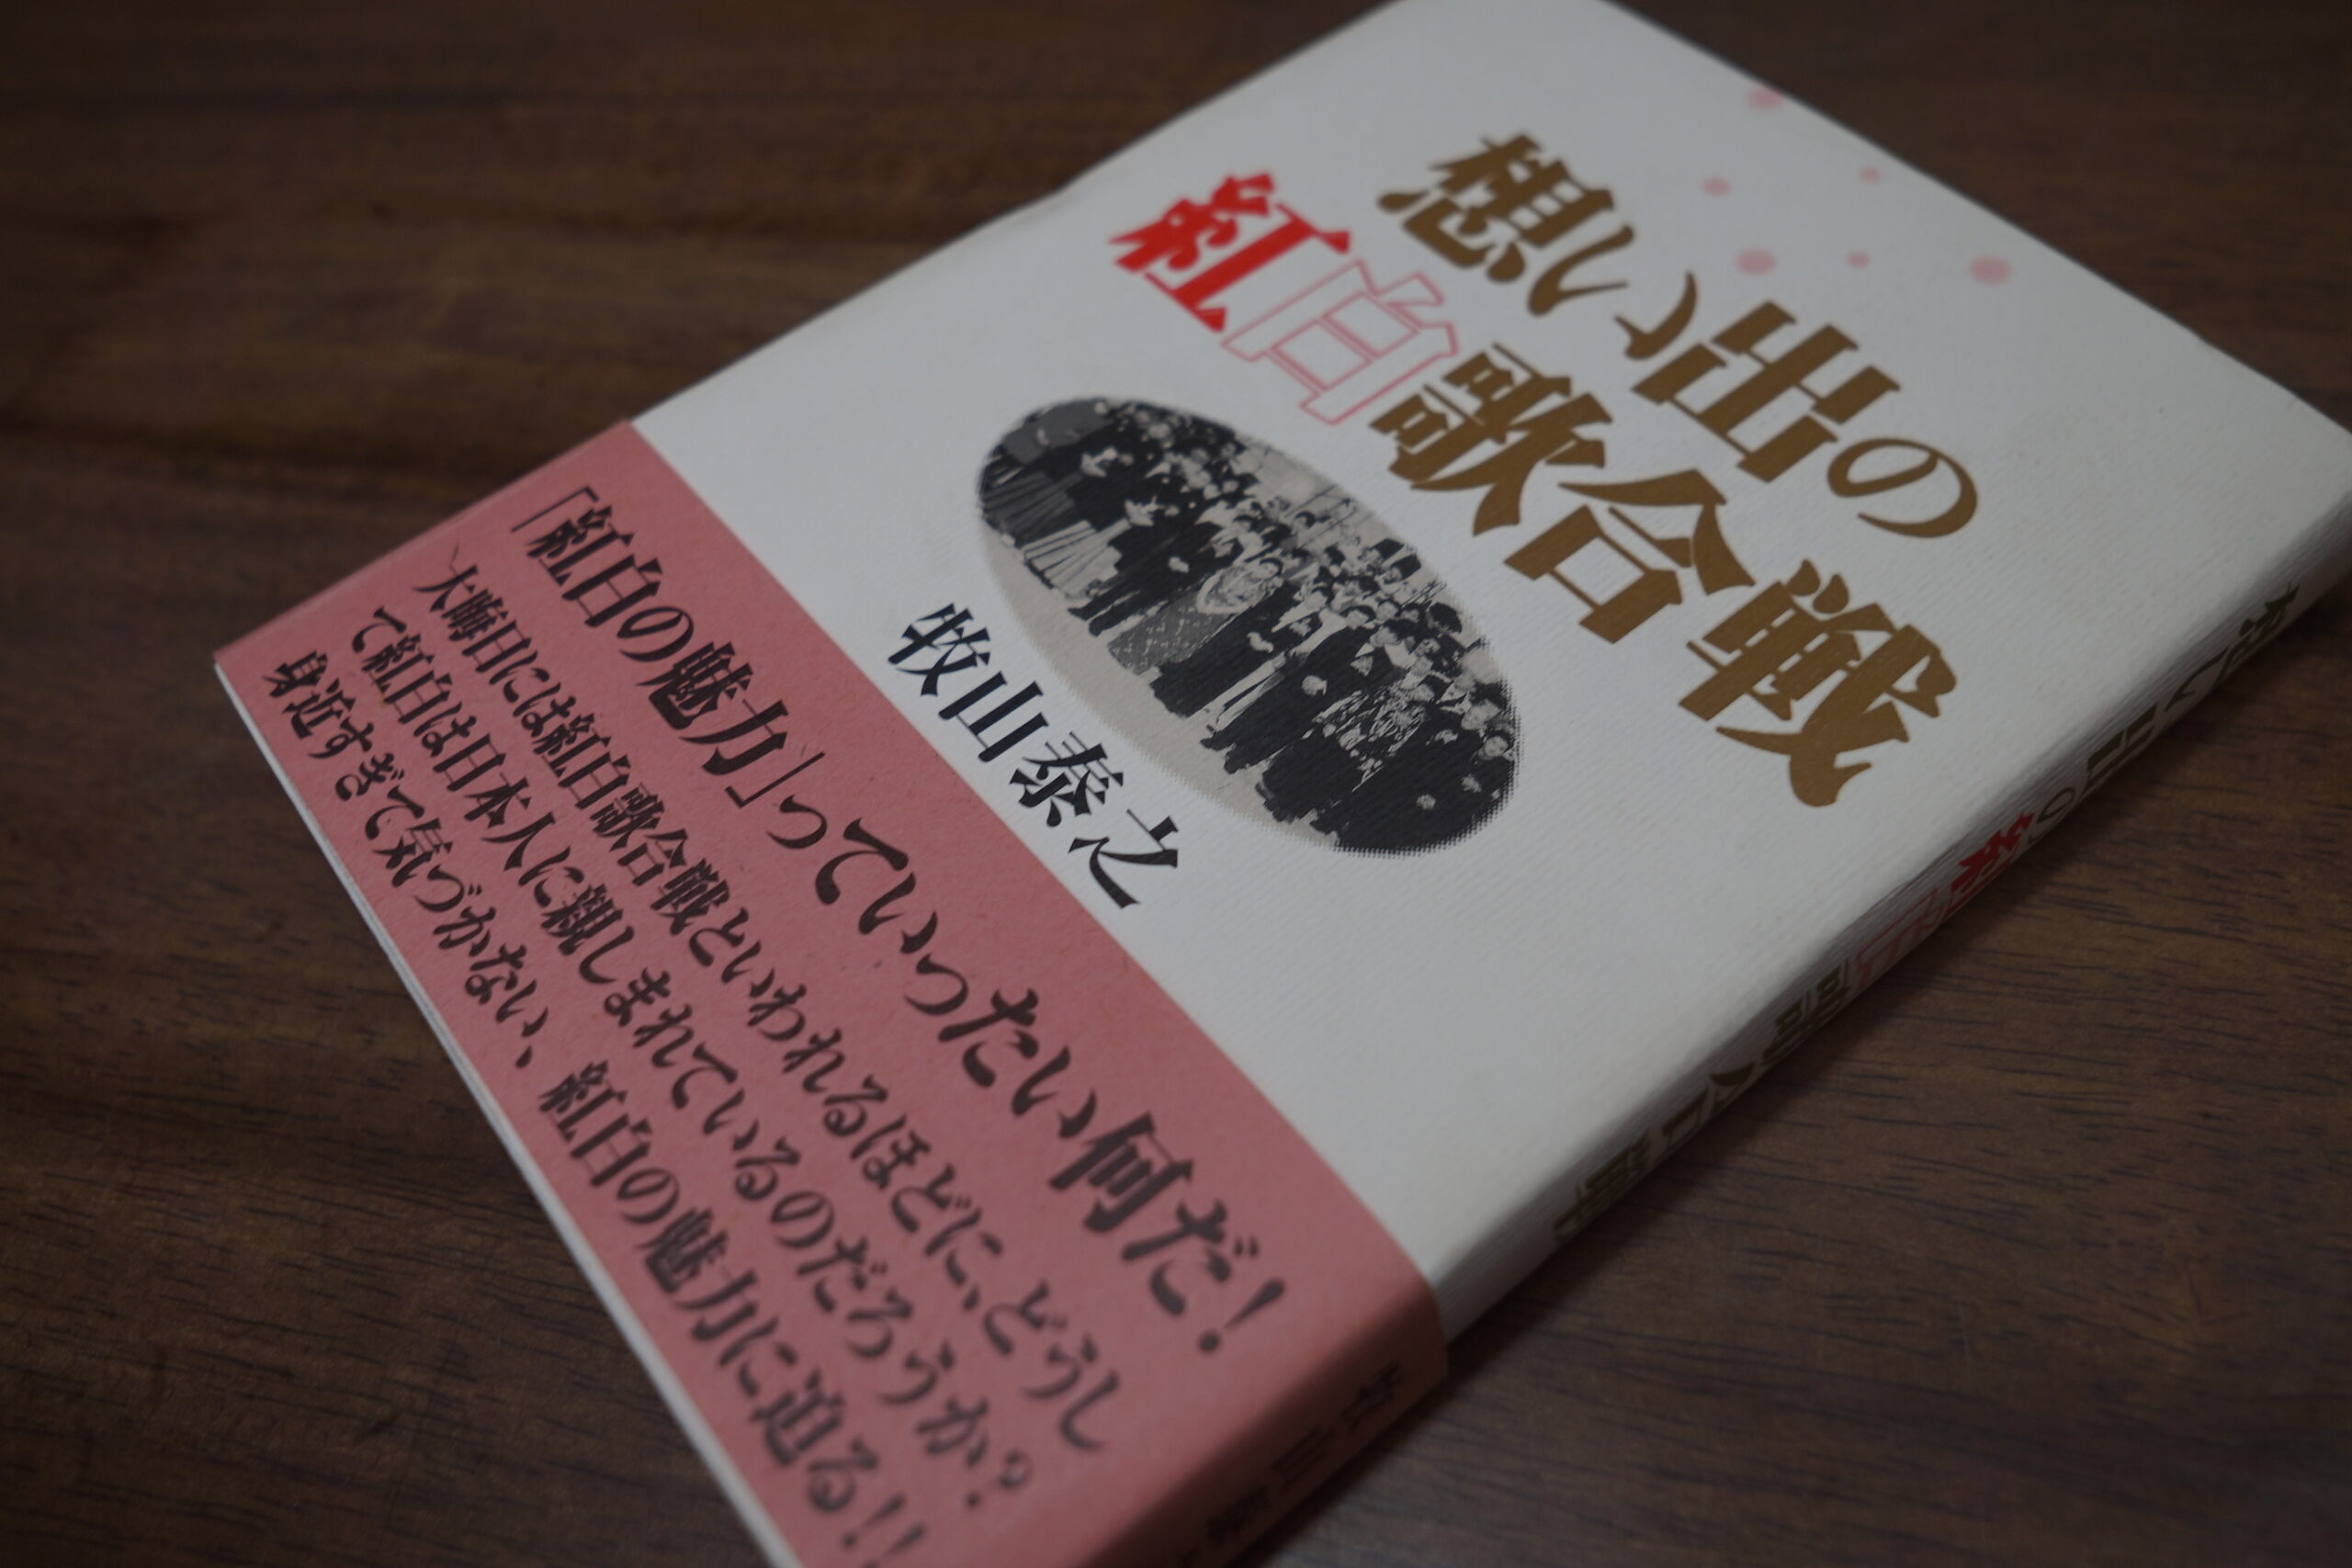 想い出の
紅白歌合戦
牧山泰之
「紅白の魅力」っていったい何だ！
大晦日には紅白歌合戦といわれるほどに、どうし
て紅白は日本人に親しまれているのだろうか？
身近すぎて気づかない、紅白の魅力に迫る！！